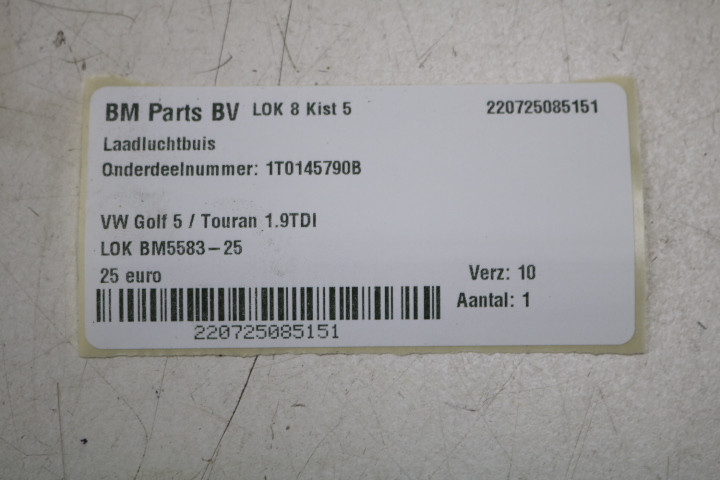 BM Parts BV LOK 8 Kist 5 220725085151
Laadluchtbuis
Onderdeelnummer: 1T0145790B
VW Golf 5 / Touran 1.9TDI
LOK BM5583-25
25 euro Verz: 10
Aantal: 1
220725085151